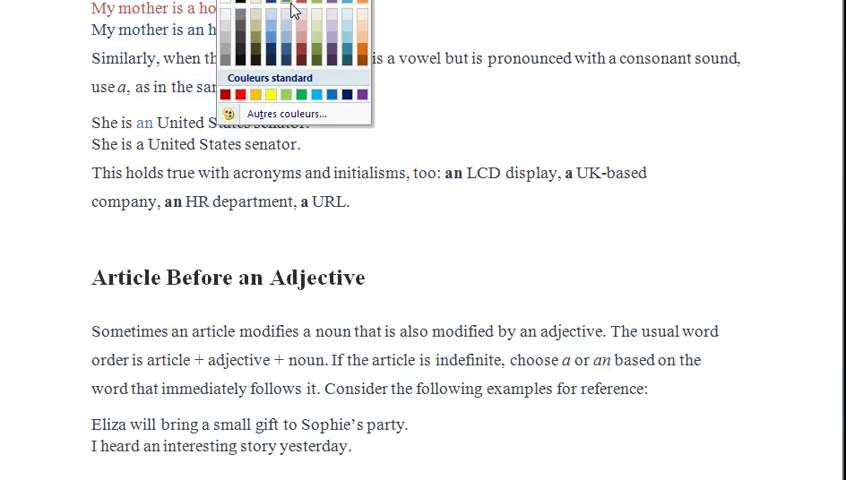 My mother is a ho
My mother is an h
Similarly, when th is a vowel but is pronounced with a consonant sound,
use a, as in the sar
Couleurs standard
Autres couleurs...
She is an United States senator.
She is a United States senator.
This holds true with acronyms and initialisms, too: an LCD display, a UK-based
company, an HR department, a URL.
Article Before an Adjective
Sometimes an article modifies a noun that is also modified by an adjective. The usual word
order is article + adjective + noun. If the article is indefinite, choose a or an based on the
word that immediately follows it. Consider the following examples for reference:
Eliza will bring a small gift to Sophie’s party.
I heard an interesting story yesterday.